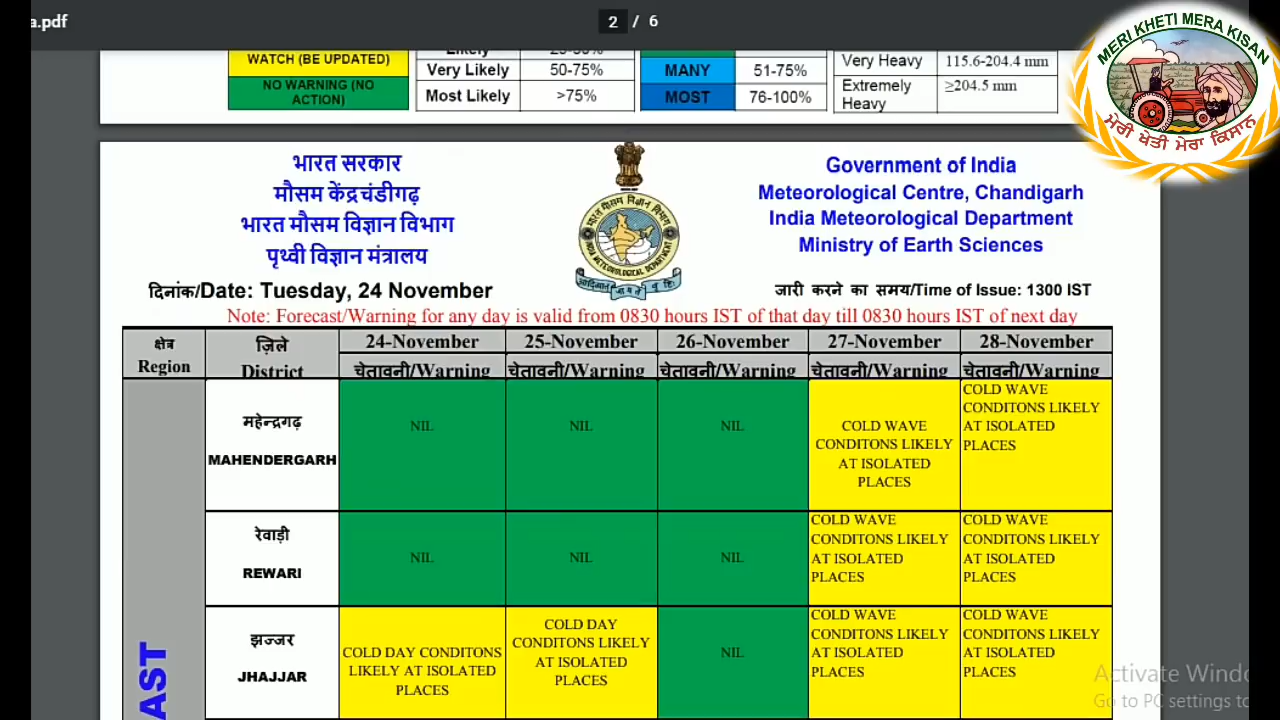 a.pdf
2 / 6
MERI KHETI MERA KISAN
ਮੇਰੀ ਖੇਤੀ ਮੇਰਾ ਕਿਸਾਨ
WATCH (BE UPDATED)
Likely
Very Heavy 115.6-204.4 mm
Very Likely 50-75% MANY 51-75%
NO WARNING (NO ACTION)
Most Likely >75% MOST 76-100%
Extremely Heavy ≥204.5 mm
भारत सरकार
मौसम केंद्रचंडीगढ़
भारत मौसम विज्ञान विभाग
पृथ्वी विज्ञान मंत्रालय
भारत मौसम विज्ञान विभाग
INDIA METEOROLOGICAL DEPARTMENT
Government of India
Meteorological Centre, Chandigarh
India Meteorological Department
Ministry of Earth Sciences
दिनांक/Date: Tuesday, 24 November
जारी करने का समय/Time of Issue: 1300 IST
Note: Forecast/Warning for any day is valid from 0830 hours IST of that day till 0830 hours IST of next day
क्षेत्र
Region
ज़िले
District
24-November 25-November 26-November 27-November 28-November
चेतावनी/Warning चेतावनी/Warning चेतावनी/Warning चेतावनी/Warning चेतावनी/Warning
महेन्द्रगढ़
MAHENDERGARH
NIL
NIL
NIL
COLD WAVE
CONDITONS LIKELY
AT ISOLATED
PLACES
COLD WAVE
CONDITONS LIKELY
AT ISOLATED
PLACES
रेवाड़ी
REWARI
NIL
NIL
NIL
COLD WAVE
CONDITONS LIKELY
AT ISOLATED
PLACES
COLD WAVE
CONDITONS LIKELY
AT ISOLATED
PLACES
झज्जर
JHAJJAR
COLD DAY CONDITONS
LIKELY AT ISOLATED
PLACES
COLD DAY
CONDITONS LIKELY
AT ISOLATED
PLACES
NIL
COLD WAVE
CONDITONS LIKELY
AT ISOLATED
PLACES
COLD WAVE
CONDITONS LIKELY
AT ISOLATED
PLACES
AST
Activate Windo
Go to PC settings to